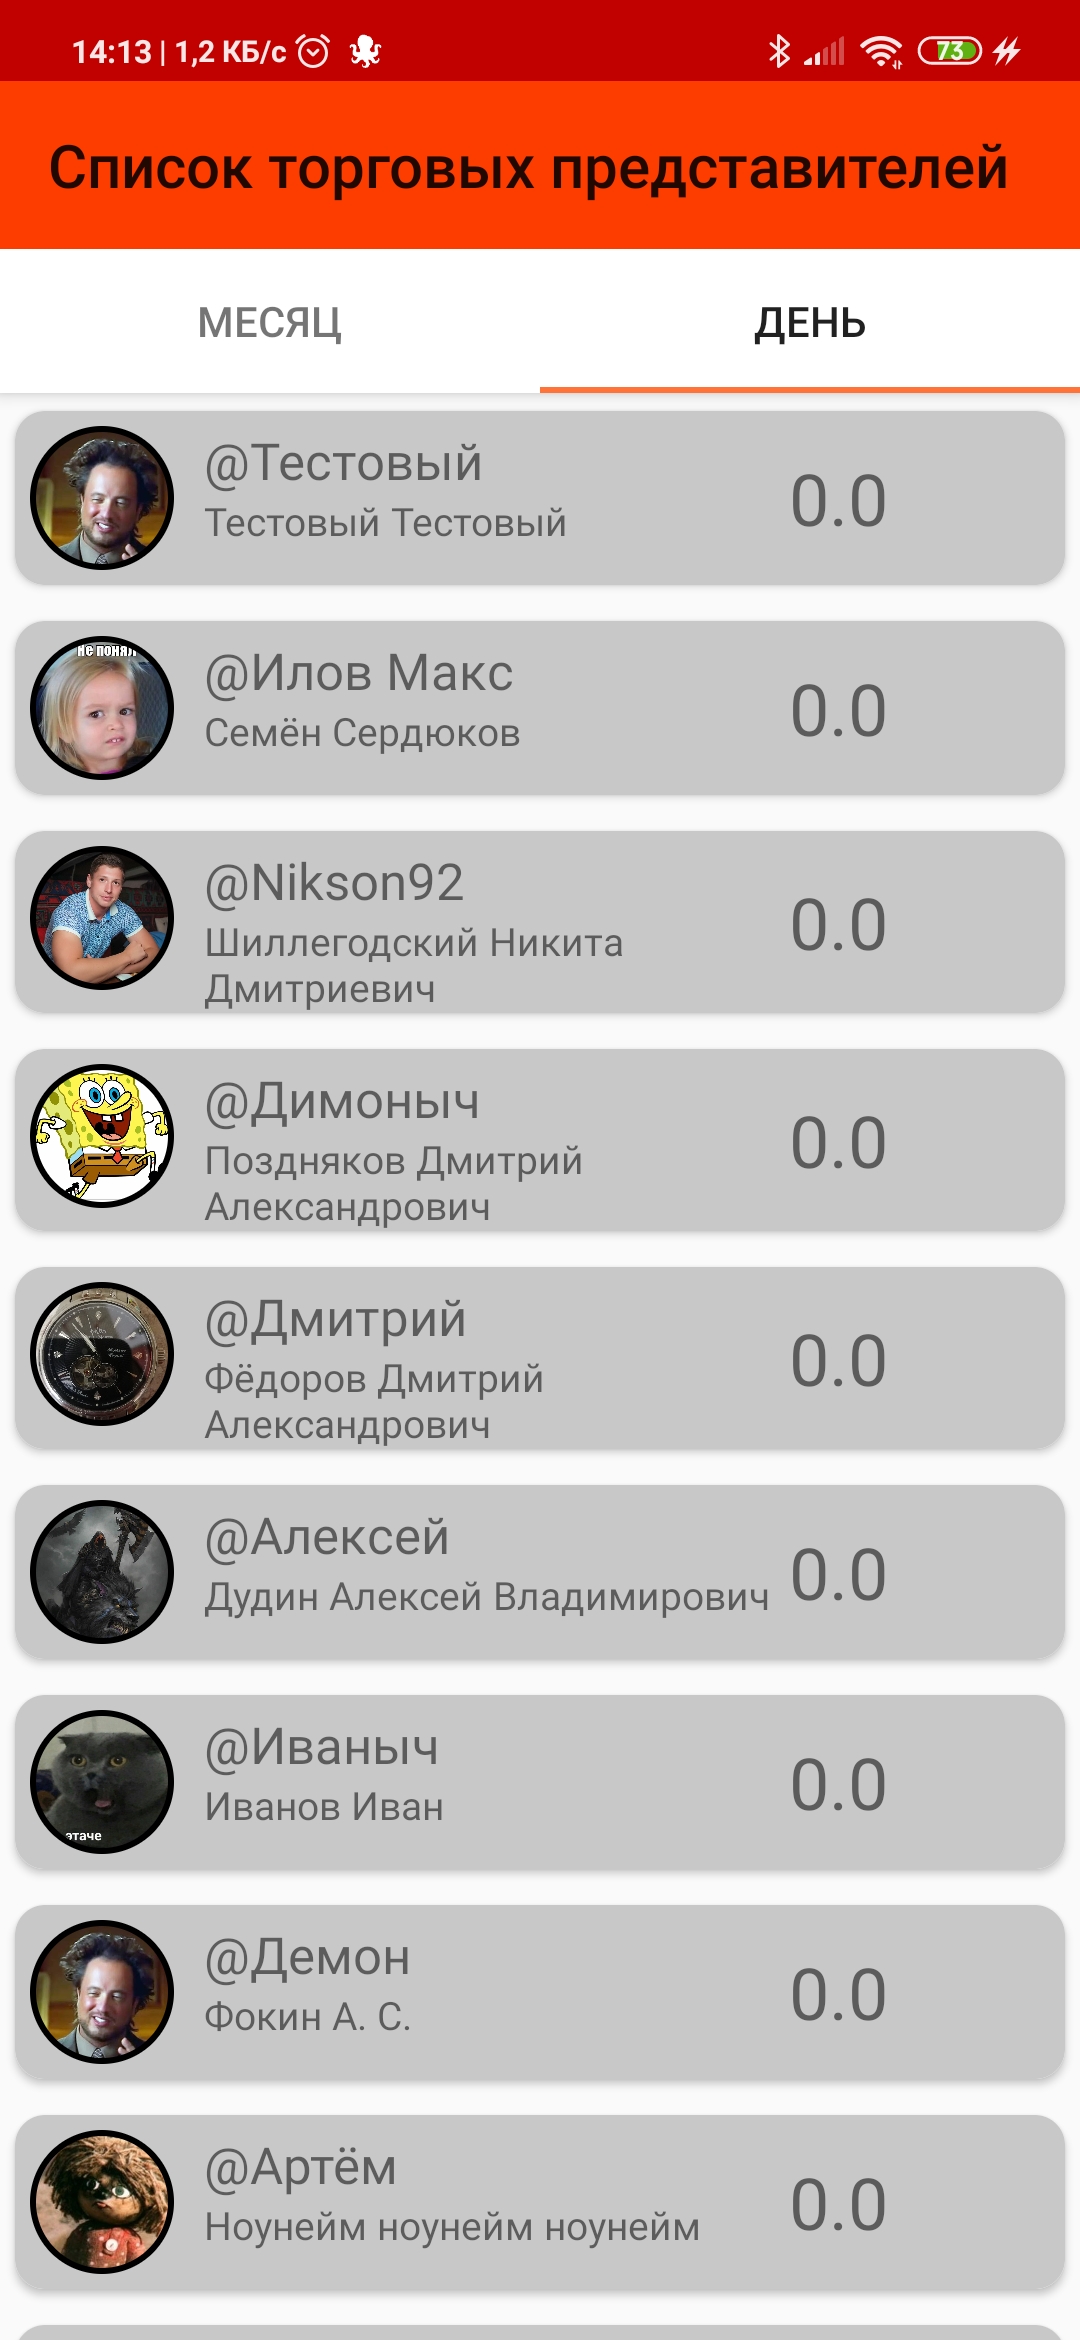 14:13 | 1,2 КБ/с
73
Список торговых представителей
МЕСЯЦ
ДЕНЬ
@Тестовый
Тестовый Тестовый
0.0
не понял
@Илов Макс
Семён Сердюков
0.0
@Nikson92
Шиллегодский Никита
Дмитриевич
0.0
@Димоныч
Поздняков Дмитрий
Александрович
0.0
@Дмитрий
Фёдоров Дмитрий
Александрович
0.0
@Алексей
Дудин Алексей Владимирович
0.0
@Иваныч
Иванов Иван
0.0
этаче
@Демон
Фокин А. С.
0.0
@Артём
Ноунейм ноунейм ноунейм
0.0